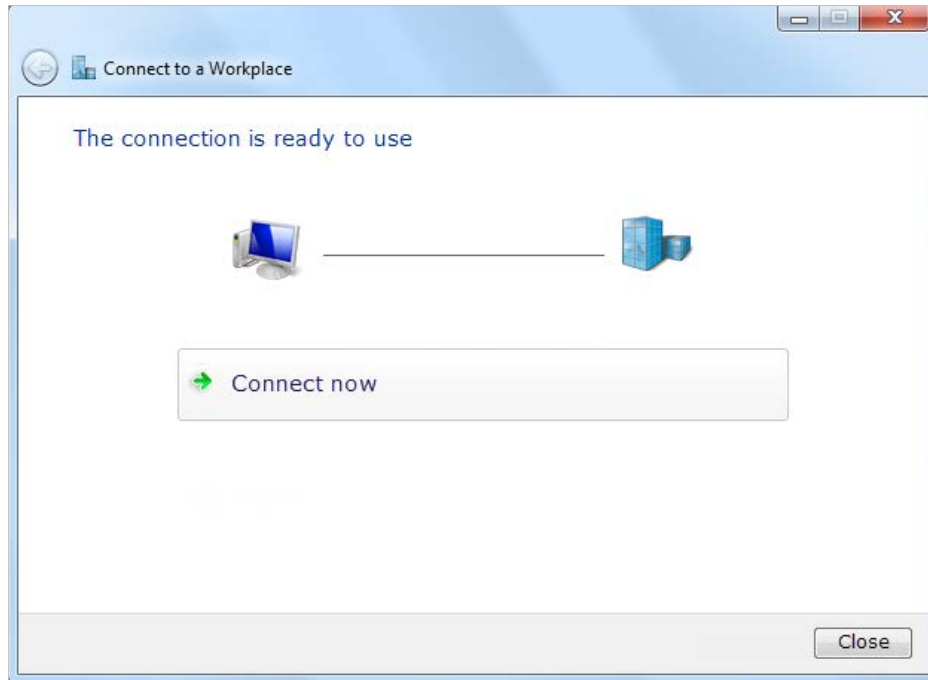 Connect to a Workplace
The connection is ready to use
Connect now
Close